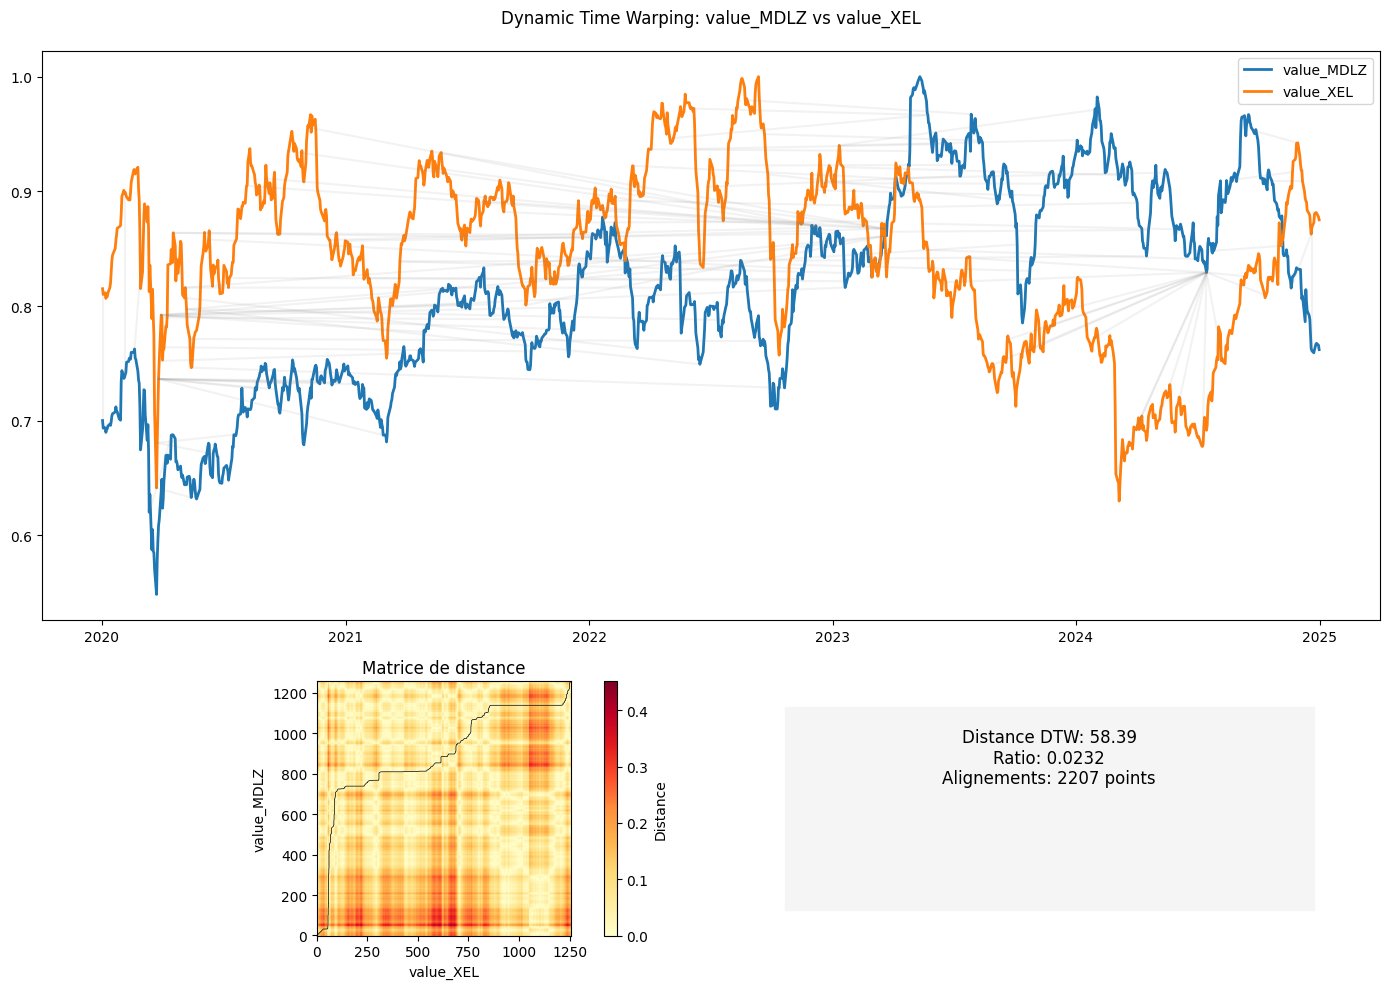 Dynamic Time Warping: value_MDLZ vs value_XEL
value_MDLZ
value_XEL
1.0
0.9
0.8
0.7
0.6
2020 2021 2022 2023 2024 2025
Matrice de distance
value_MDLZ
1200
1000
800
600
400
200
0
0 250 500 750 1000 1250
value_XEL
0.4
0.3
0.2
0.1
0.0
Distance
Distance DTW: 58.39
Ratio: 0.0232
Alignements: 2207 points